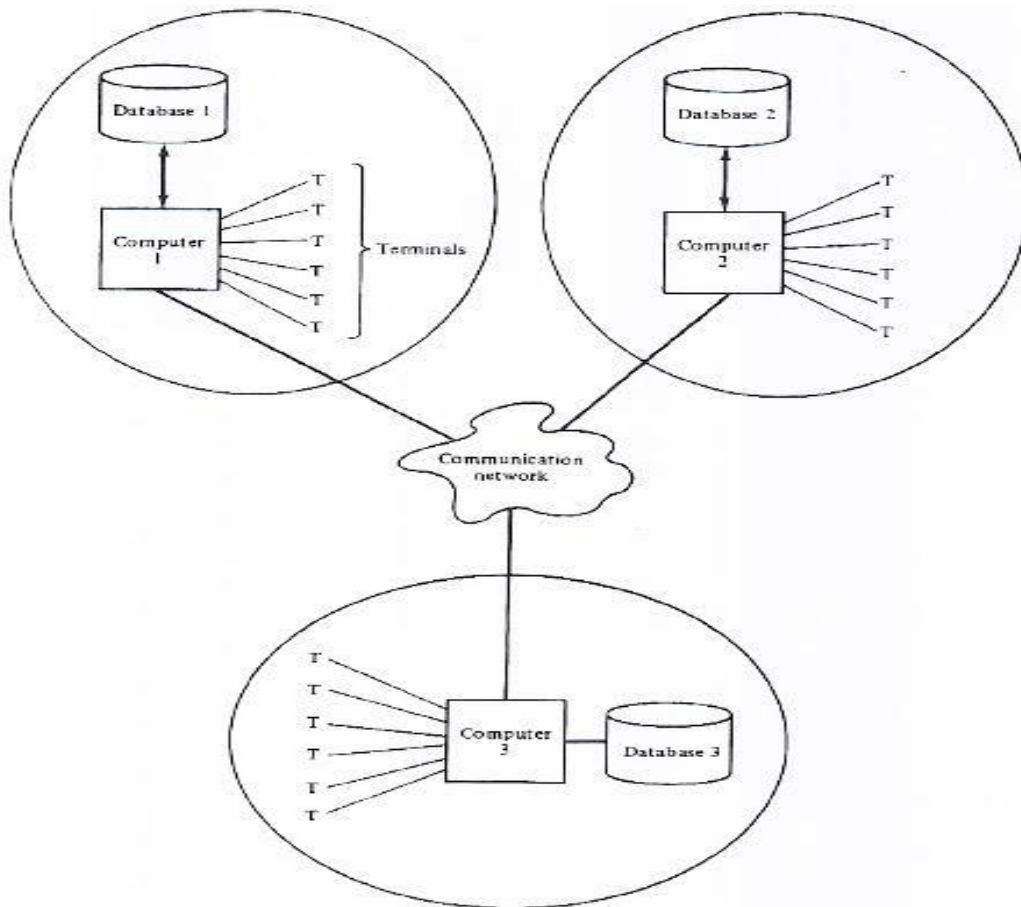 Database 1
T
T
T
T
T
T
Terminals
Computer
1
Database 2
T
T
T
T
T
T
Computer
2
Communication
network
T
T
T
T
T
T
Computer
3
Database 3